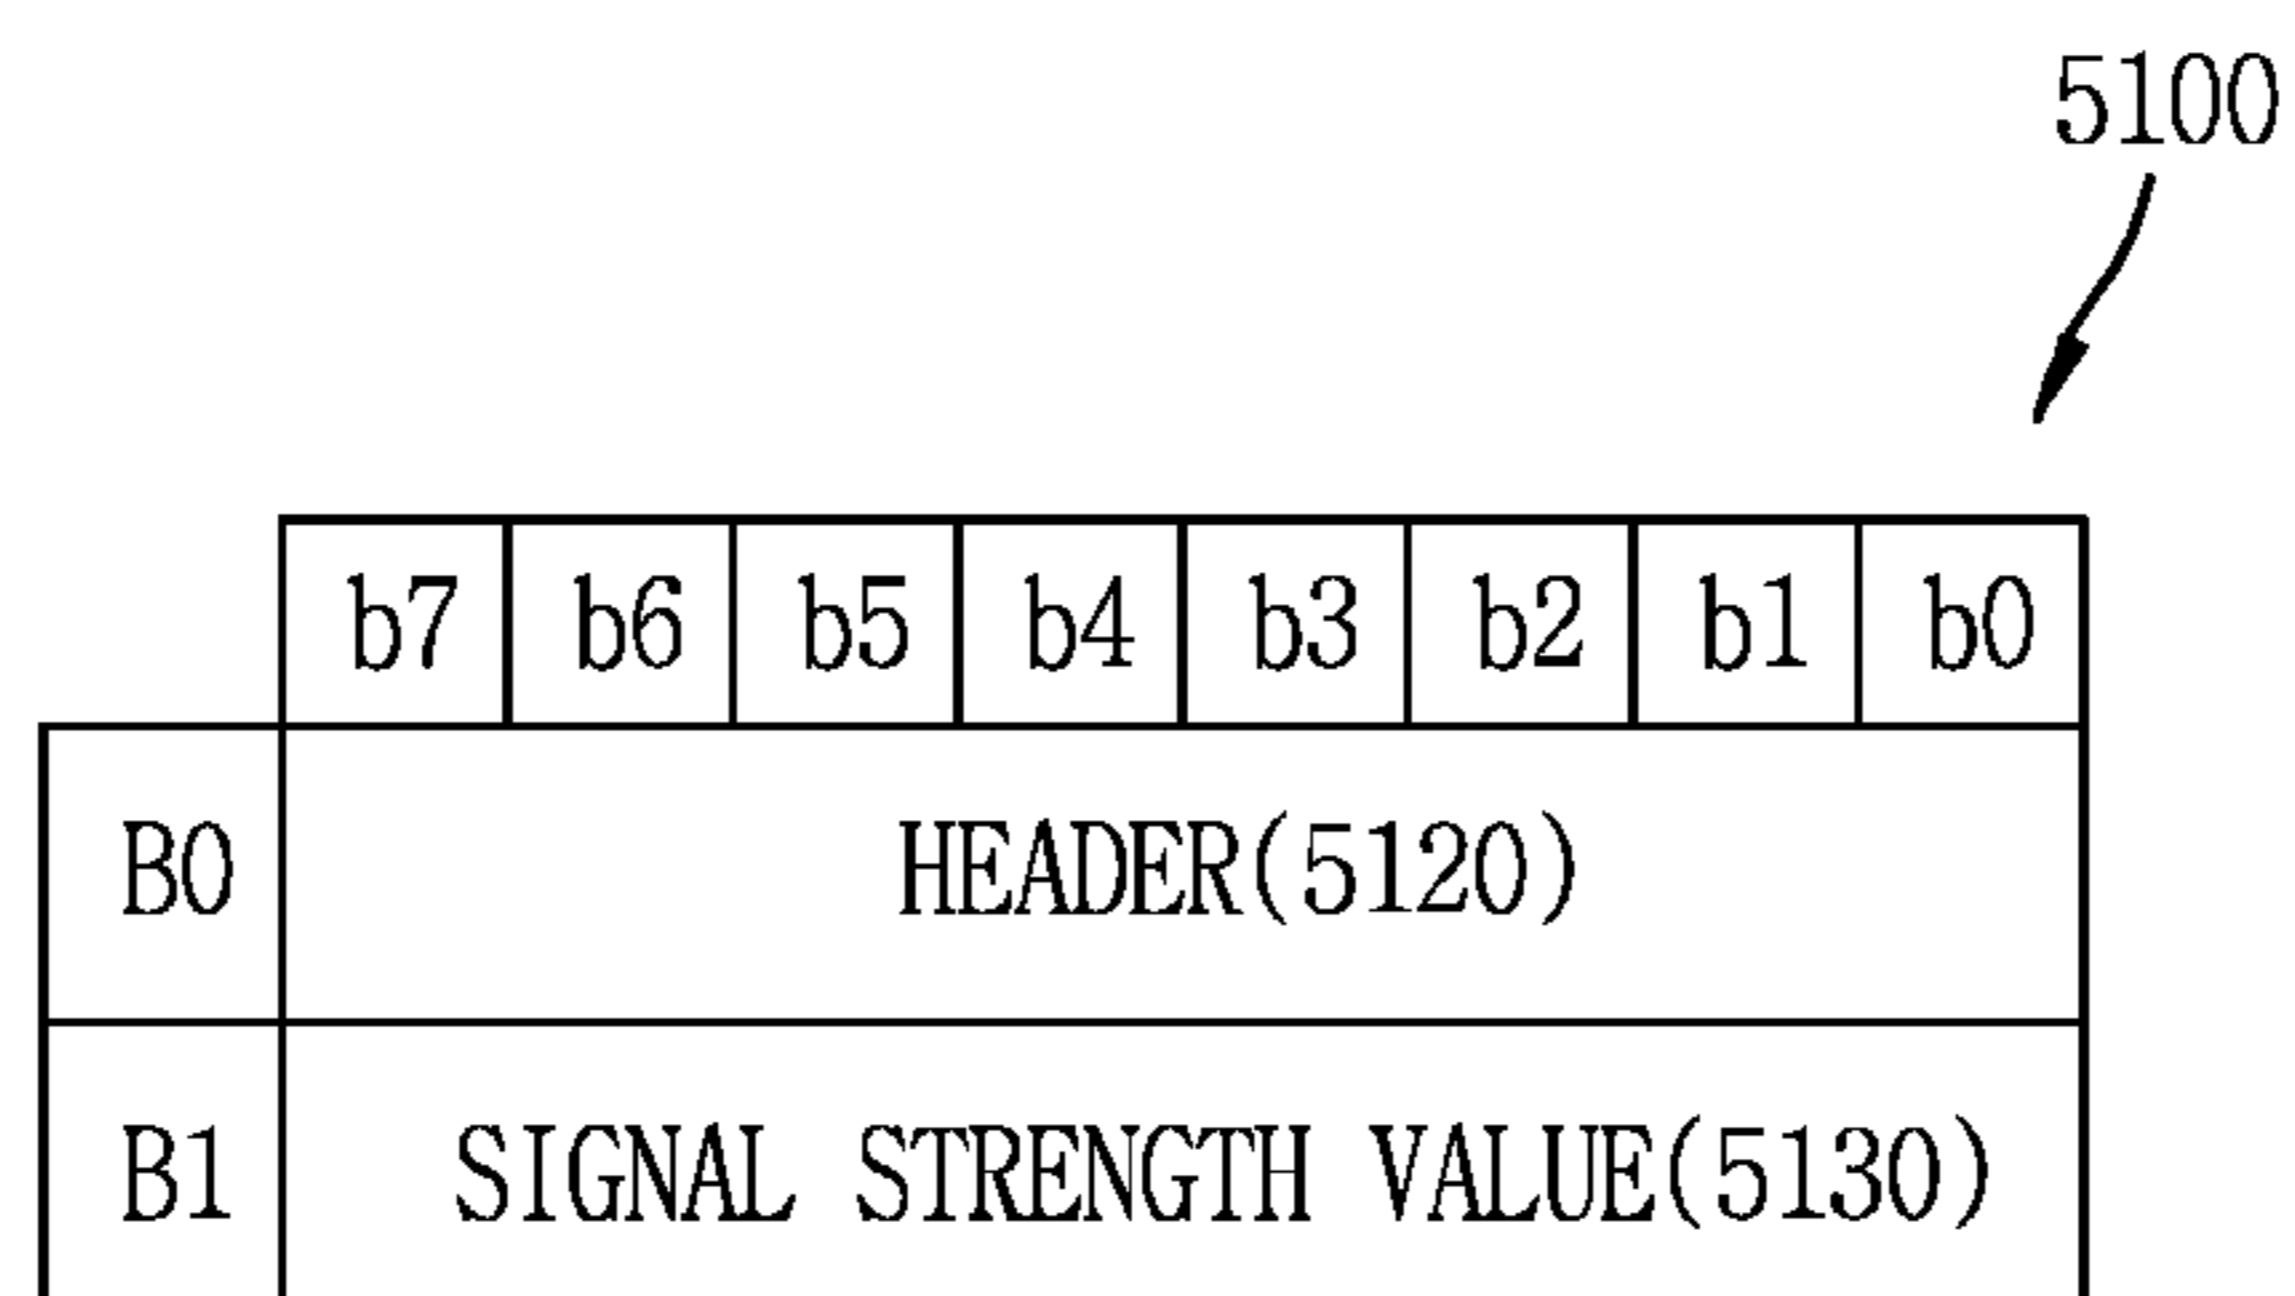 5100
b7 b6 b5 b4 b3 b2 b1 b0
B0 HEADER(5120)
B1 SIGNAL STRENGTH VALUE(5130)